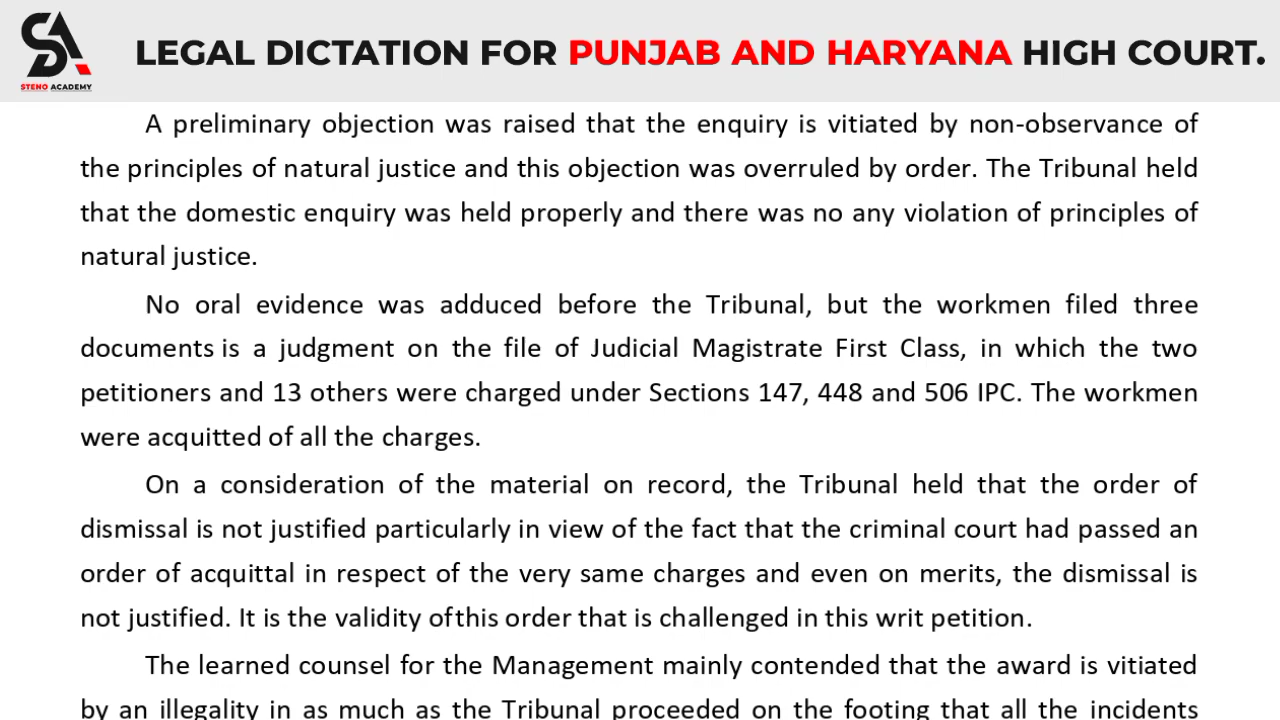 SA
STENO ACADEMY
LEGAL DICTATION FOR PUNJAB AND HARYANA HIGH COURT.
A preliminary objection was raised that the enquiry is vitiated by non-observance of
the principles of natural justice and this objection was overruled by order. The Tribunal held
that the domestic enquiry was held properly and there was no any violation of principles of
natural justice.
No oral evidence was adduced before the Tribunal, but the workmen filed three
documents is a judgment on the file of Judicial Magistrate First Class, in which the two
petitioners and 13 others were charged under Sections 147, 448 and 506 IPC. The workmen
were acquitted of all the charges.
On a consideration of the material on record, the Tribunal held that the order of
dismissal is not justified particularly in view of the fact that the criminal court had passed an
order of acquittal in respect of the very same charges and even on merits, the dismissal is
not justified. It is the validity of this order that is challenged in this writ petition.
The learned counsel for the Management mainly contended that the award is vitiated
by an illegality in as much as the Tribunal proceeded on the footing that all the incidents